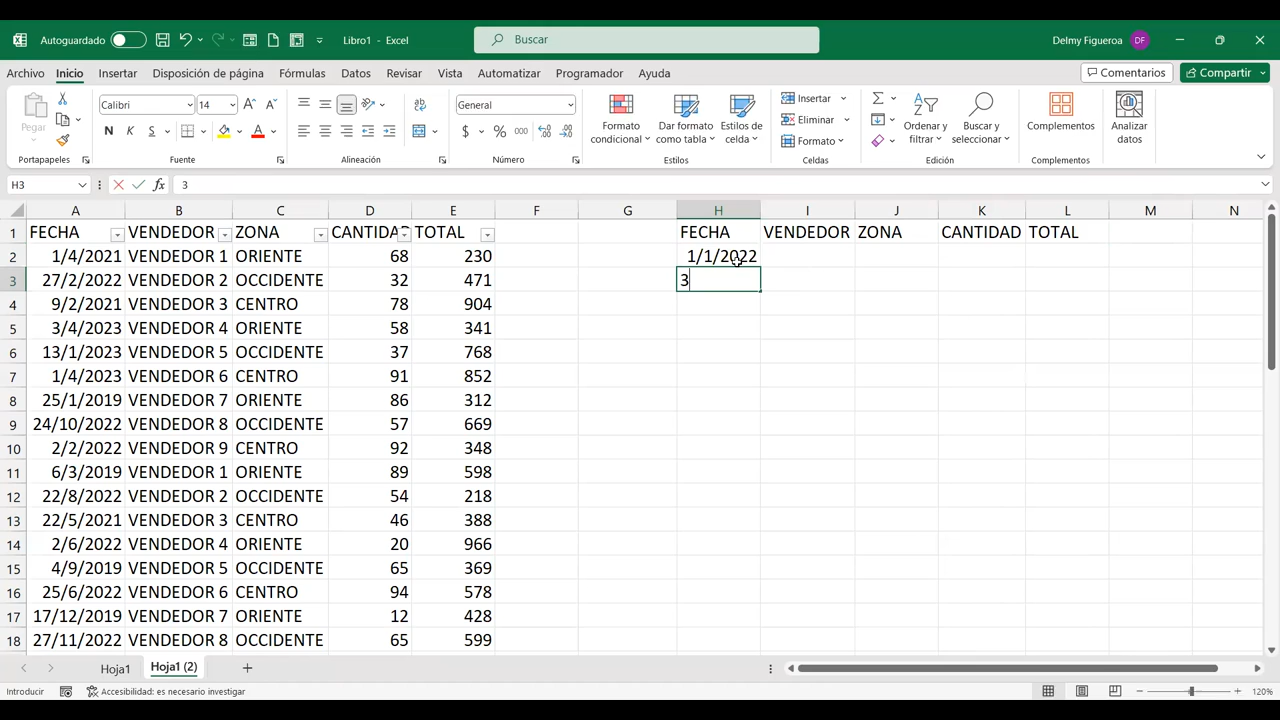 Autoguardado Libro1 - Excel Buscar Delmy Figueroa DF
Archivo Inicio Insertar Disposición de página Fórmulas Datos Revisar Vista Automatizar Programador Ayuda Comentarios Compartir
Pegar Calibri 14 General Formato condicional Dar formato como tabla Estilos de celda Insertar Eliminar Formato Ordenar y filtrar Buscar y seleccionar Complementos Analizar datos
Portapapeles Fuente Alineación Número Estilos Celdas Edición Complementos
H3 fx 3
A B C D E F G H I J K L M N
1 FECHA VENDEDOR ZONA CANTIDA TOTAL FECHA VENDEDOR ZONA CANTIDAD TOTAL
2 1/4/2021 VENDEDOR 1 ORIENTE 68 230 1/1/2022
3 27/2/2022 VENDEDOR 2 OCCIDENTE 32 471 3
4 9/2/2021 VENDEDOR 3 CENTRO 78 904
5 3/4/2023 VENDEDOR 4 ORIENTE 58 341
6 13/1/2023 VENDEDOR 5 OCCIDENTE 37 768
7 1/4/2023 VENDEDOR 6 CENTRO 91 852
8 25/1/2019 VENDEDOR 7 ORIENTE 86 312
9 24/10/2022 VENDEDOR 8 OCCIDENTE 57 669
10 2/2/2022 VENDEDOR 9 CENTRO 92 348
11 6/3/2019 VENDEDOR 1 ORIENTE 89 598
12 22/8/2022 VENDEDOR 2 OCCIDENTE 54 218
13 22/5/2021 VENDEDOR 3 CENTRO 46 388
14 2/6/2022 VENDEDOR 4 ORIENTE 20 966
15 4/9/2019 VENDEDOR 5 OCCIDENTE 65 369
16 25/6/2022 VENDEDOR 6 CENTRO 94 578
17 17/12/2019 VENDEDOR 7 ORIENTE 12 428
18 27/11/2022 VENDEDOR 8 OCCIDENTE 65 599
Hoja1 Hoja1 (2)
Introducir Accesibilidad: es necesario investigar 120%